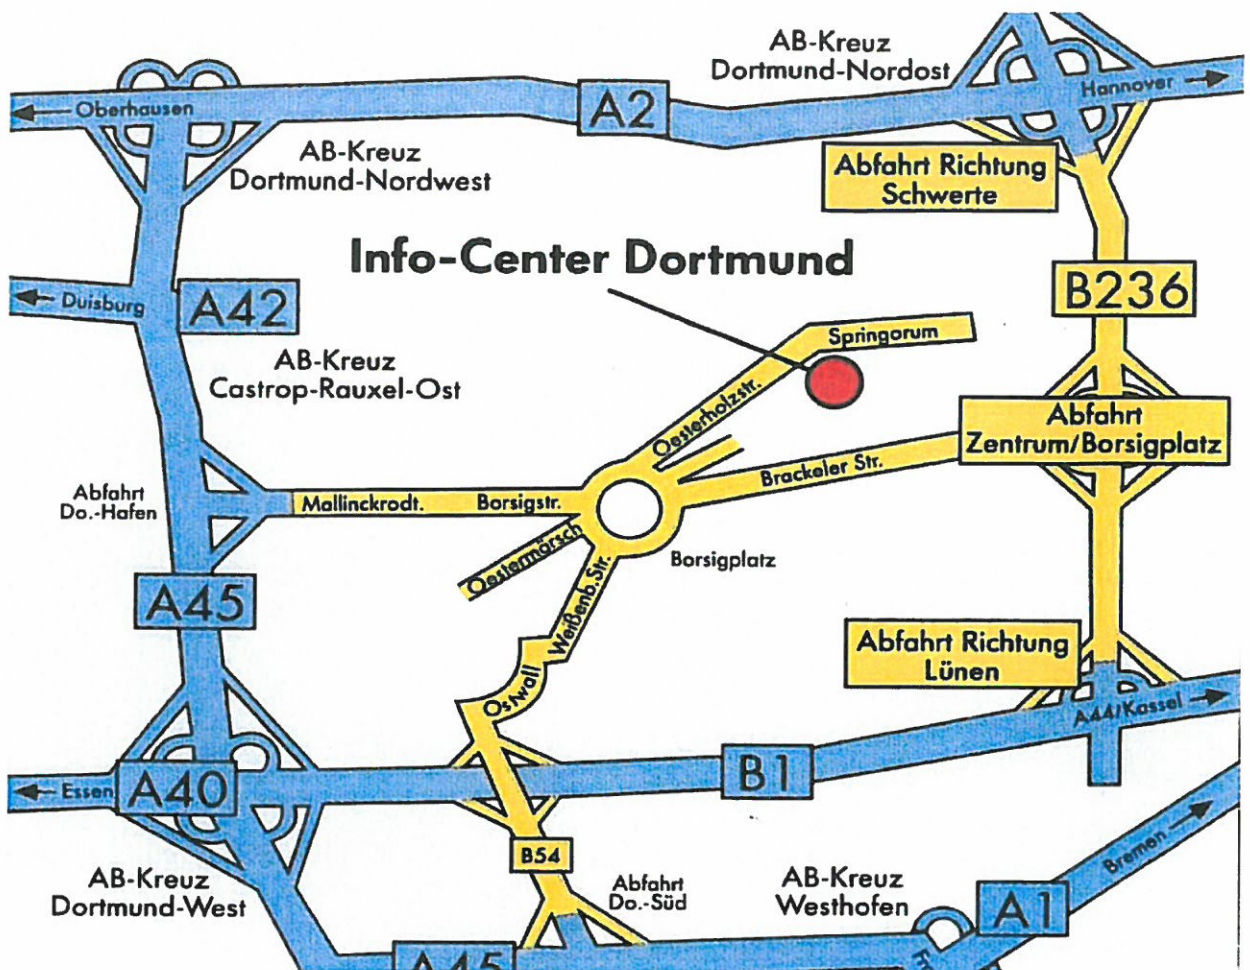 AB-Kreuz
Dortmund-Nordost
Hannover
Oberhausen
A2
AB-Kreuz
Dortmund-Nordwest
Abfahrt Richtung
Schwerte
Info-Center Dortmund
Duisburg
A42
B236
Springorum
AB-Kreuz
Castrop-Rauxel-Ost
Oesterholzstr.
Abfahrt
Zentrum/Borsigplatz
Brackeler Str.
Abfahrt
Do.-Hafen
Mallinckrodt.
Borsigstr.
Oestermärsch
Borsigplatz
A45
Weißenb. Str.
Abfahrt Richtung
Lünen
Ostwall
A44/Kassel
B1
Essen
A40
B54
Bremen
AB-Kreuz
Dortmund-West
Abfahrt
Do.-Süd
AB-Kreuz
Westhofen
A1
A45